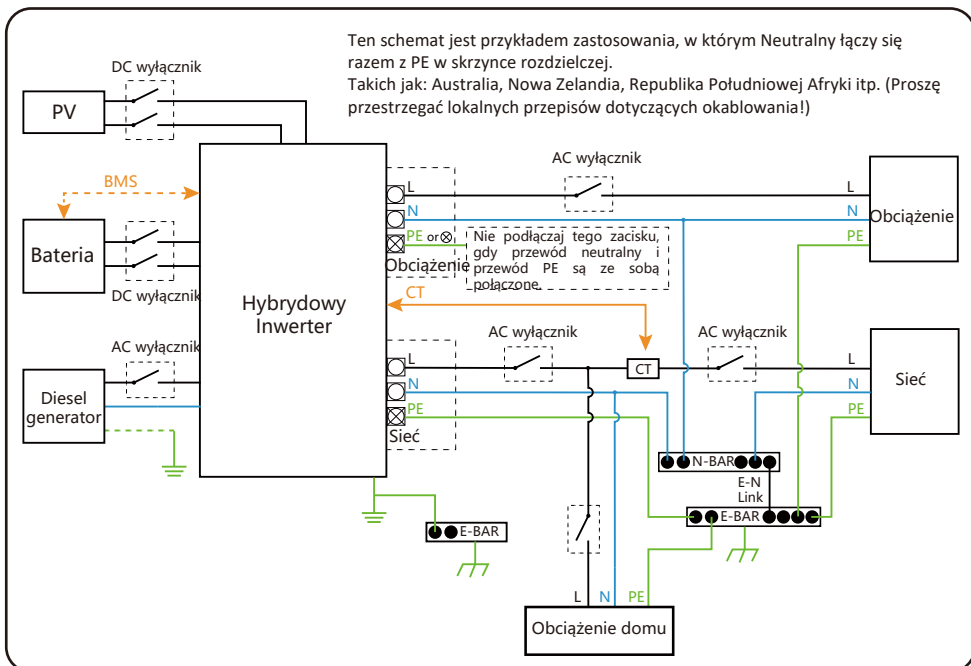 Ten schemat jest przykładem zastosowania, w którym Neutralny łączy się
razem z PE w skrzynce rozdzielczej.
Takich jak: Australia, Nowa Zelandia, Republika Południowej Afryki itp. (Proszę
przestrzegać lokalnych przepisów dotyczących okablowania!)
DC wyłącznik
PV
BMS
Bateria
DC wyłącznik
AC wyłącznik
Diesel
generator
Hybrydowy
Inwerter
L
N
PE or
Obciążenie
Nie podłączaj tego zacisku,
gdy przewód neutralny i
przewód PE są ze sobą
połączone.
AC wyłącznik
L
N
PE
Obciążenie
CT
AC wyłącznik
CT
AC wyłącznik
L
N
PE
Sieć
L
N
PE
Sieć
N-BAR
E-N
Link
E-BAR
E-BAR
L
N
PE
Obciążenie domu